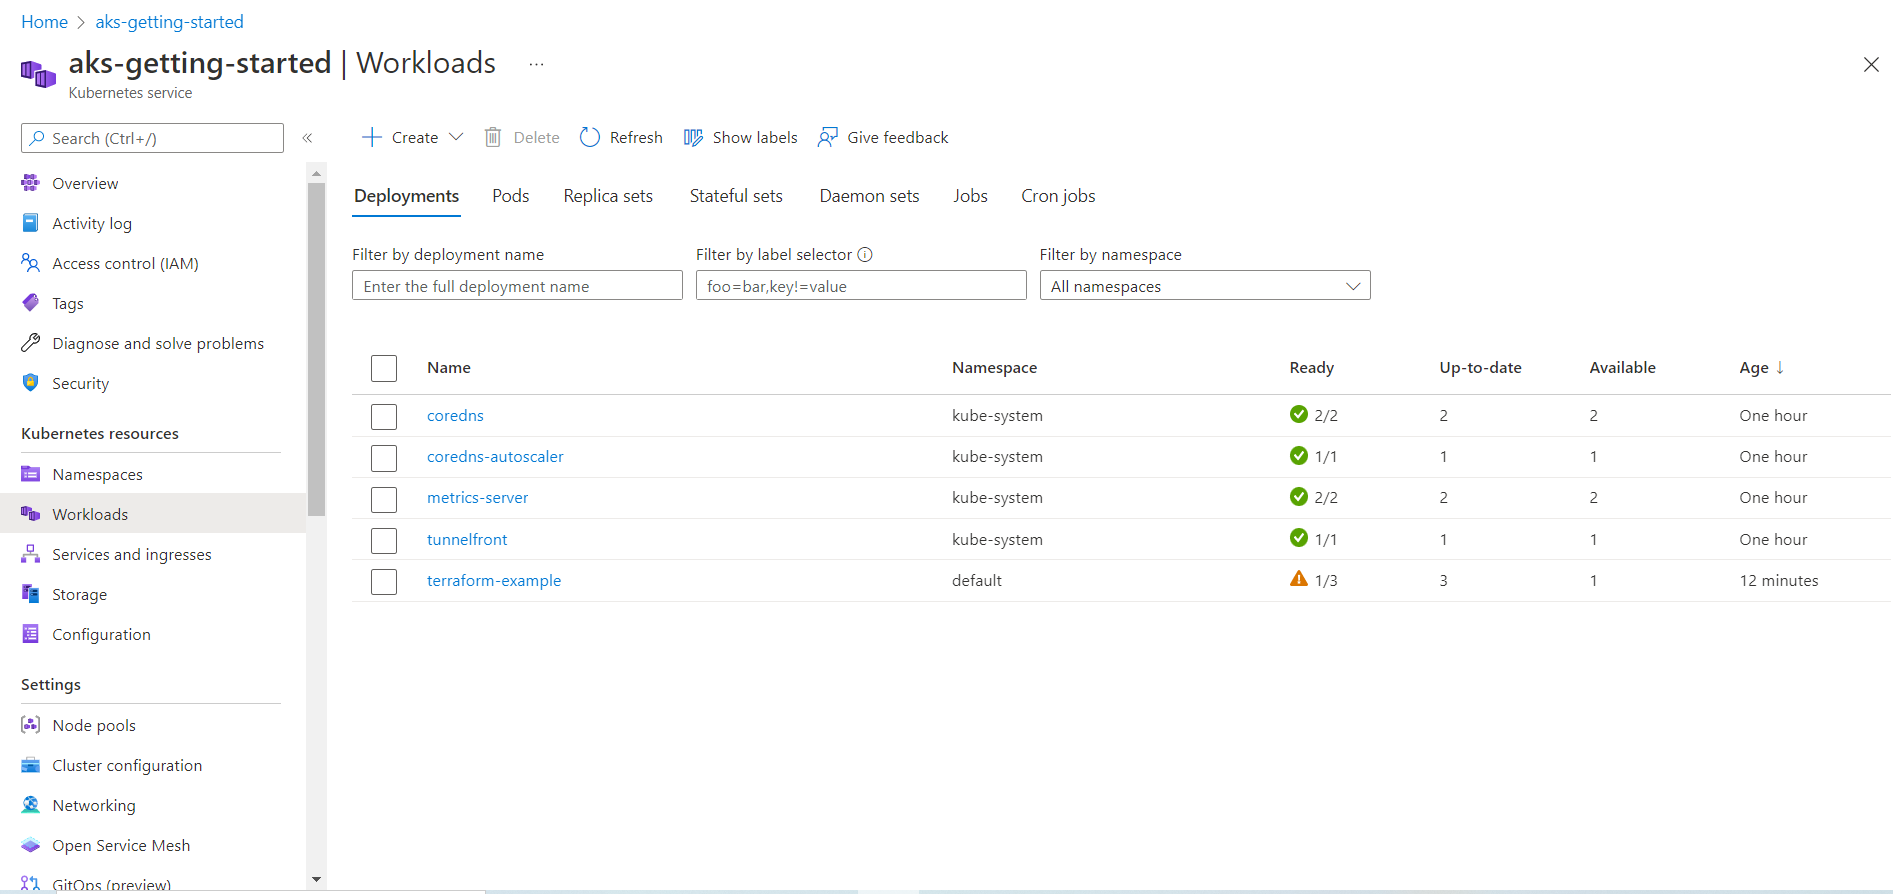 Home > aks-getting-started
aks-getting-started | Workloads ...
Kubernetes service
Search (Ctrl+/) «
Overview
Activity log
Access control (IAM)
Tags
Diagnose and solve problems
Security
Kubernetes resources
Namespaces
Workloads
Services and ingresses
Storage
Configuration
Settings
Node pools
Cluster configuration
Networking
Open Service Mesh
GitOps (preview)
Create Delete Refresh Show labels Give feedback
Deployments Pods Replica sets Stateful sets Daemon sets Jobs Cron jobs
Filter by deployment name Filter by label selector Filter by namespace
Enter the full deployment name foo=bar,key!=value All namespaces
Name Namespace Ready Up-to-date Available Age ↓
coredns kube-system 2/2 2 2 One hour
coredns-autoscaler kube-system 1/1 1 1 One hour
metrics-server kube-system 2/2 2 2 One hour
tunnelfront kube-system 1/1 1 1 One hour
terraform-example default 1/3 3 1 12 minutes